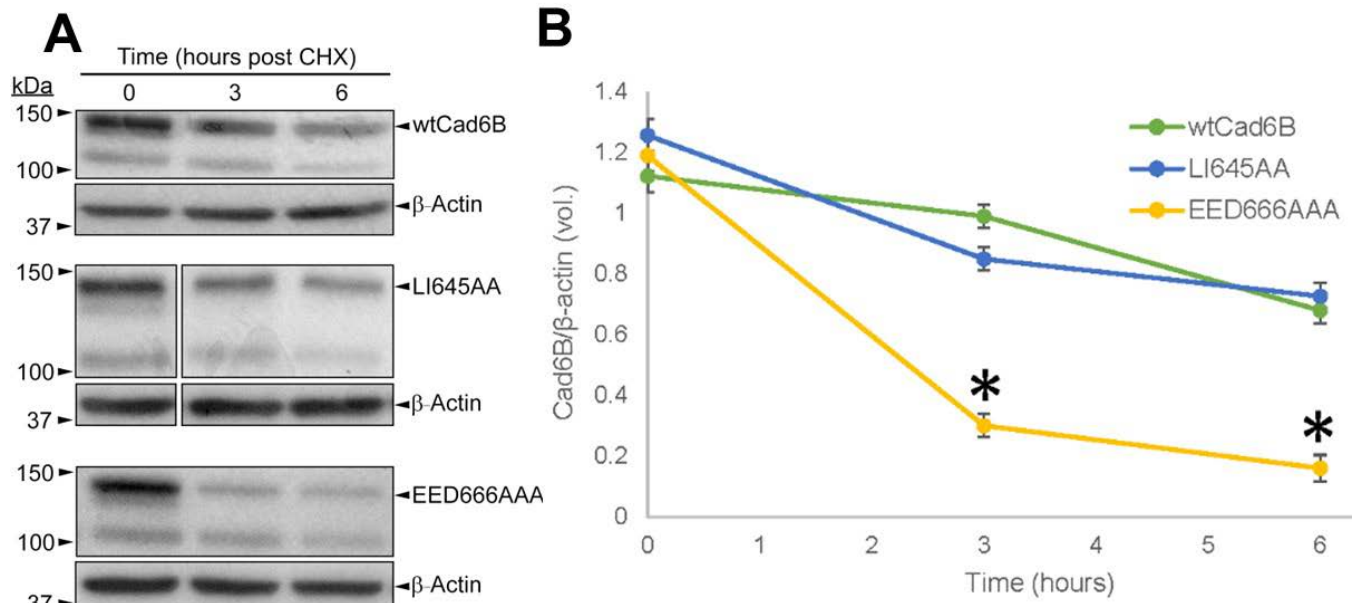 A
Time (hours post CHX)
kDa
0 3 6
150
wtCad6B
100
β-Actin
37
150
LI645AA
100
β-Actin
37
150
EED666AAA
100
β-Actin
37
B
Cad6B/β-actin (vol.)
1.4
1.2
1
0.8
0.6
0.4
0.2
0
wtCad6B
LI645AA
EED666AAA
*
*
0 1 2 3 4 5 6
Time (hours)